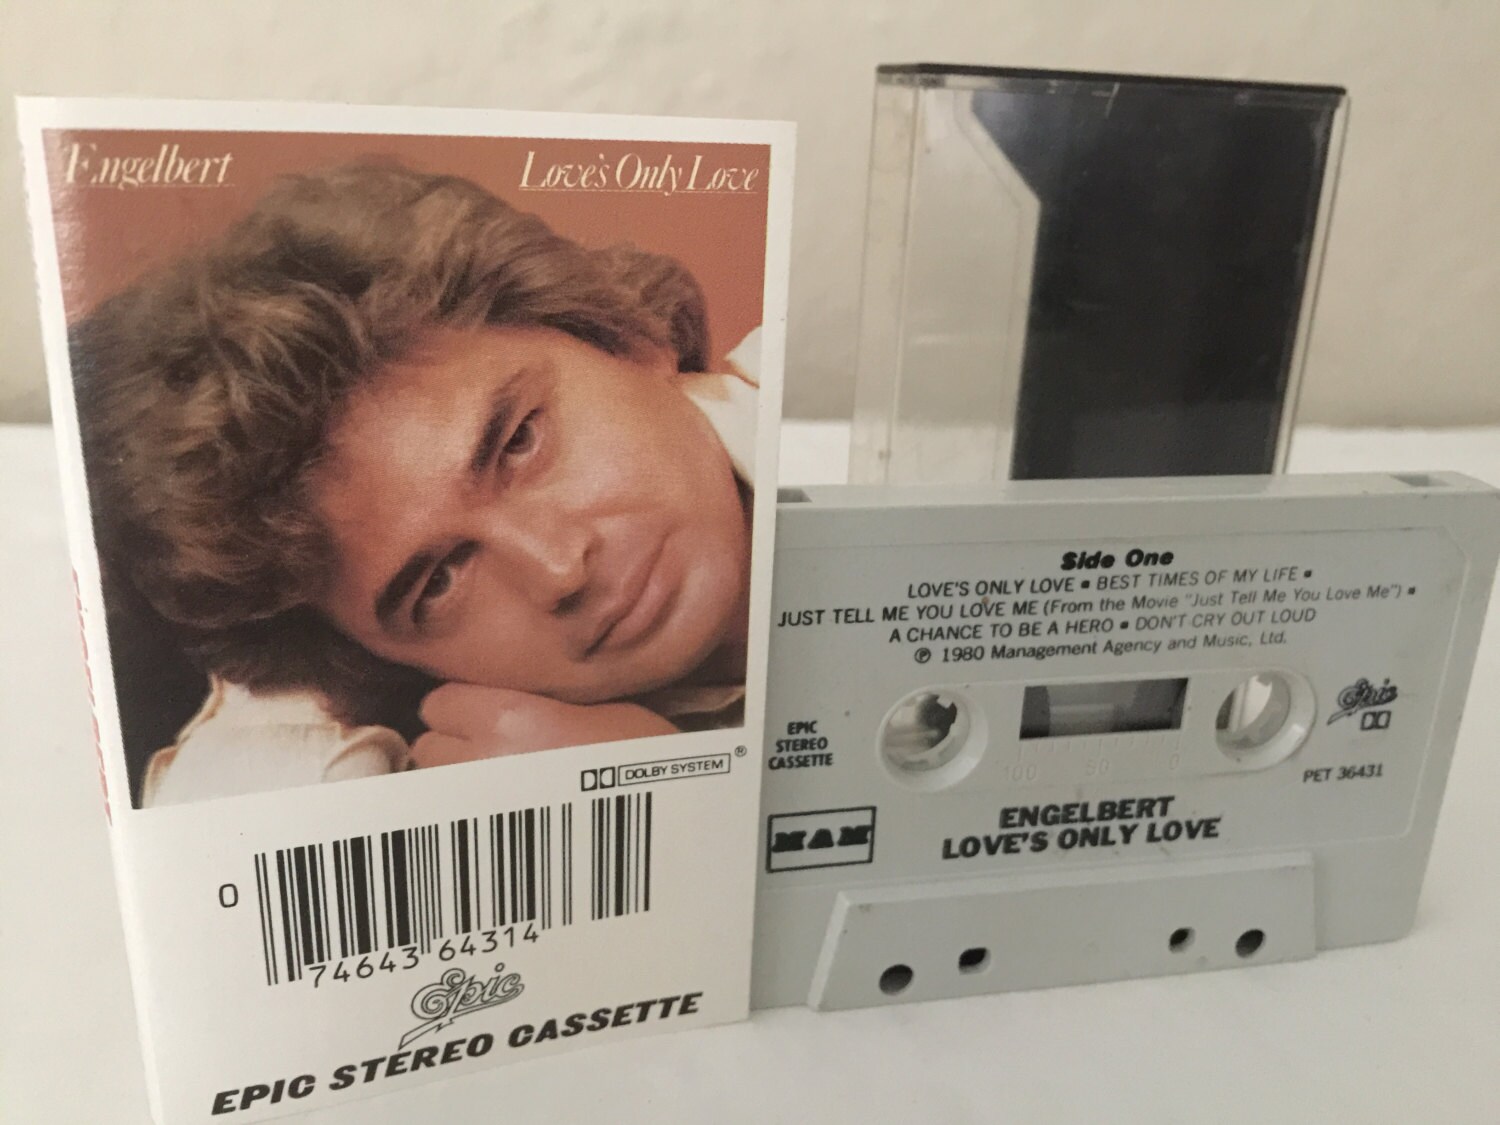 Engelbert
Love's Only Love
DOLBY SYSTEM®
0
74643 64314
Epic
EPIC STEREO CASSETTE
Side One
LOVE'S ONLY LOVE ▪ BEST TIMES OF MY LIFE ▪
JUST TELL ME YOU LOVE ME (From the Movie "Just Tell Me You Love Me") ▪
A CHANCE TO BE A HERO ▪ DON'T CRY OUT LOUD
℗ 1980 Management Agency and Music, Ltd.
EPIC
STEREO
CASSETTE
Epic
100 50 0
PET 36431
MAM
ENGELBERT
LOVE'S ONLY LOVE